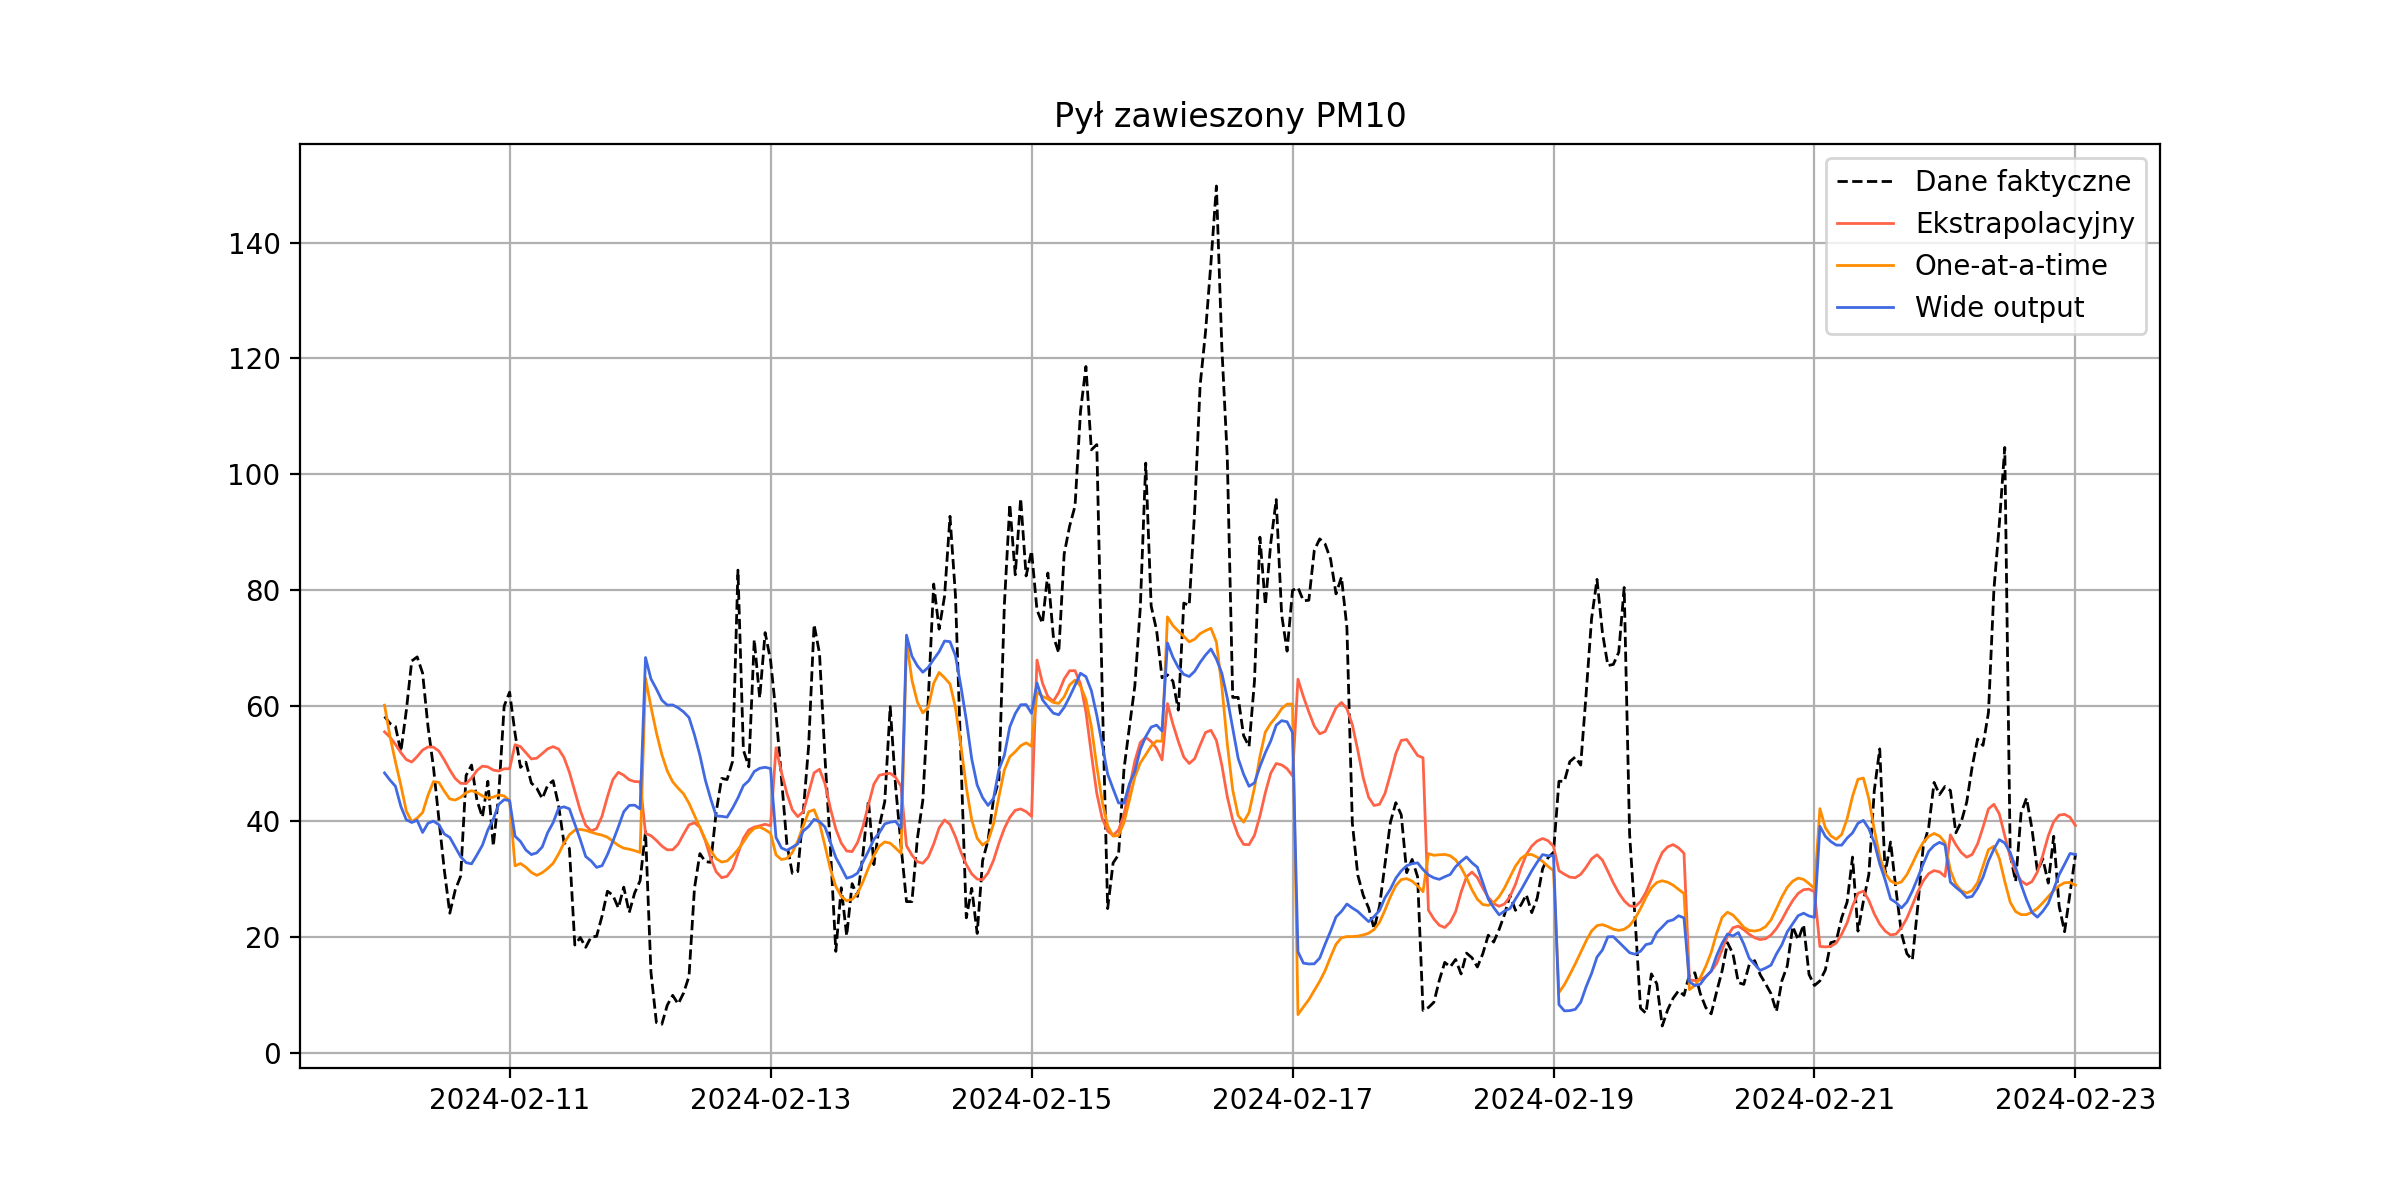 Pył zawieszony PM10
Dane faktyczne
Ekstrapolacyjny
One-at-a-time
Wide output
140
120
100
80
60
40
20
0
2024-02-11 2024-02-13 2024-02-15 2024-02-17 2024-02-19 2024-02-21 2024-02-23